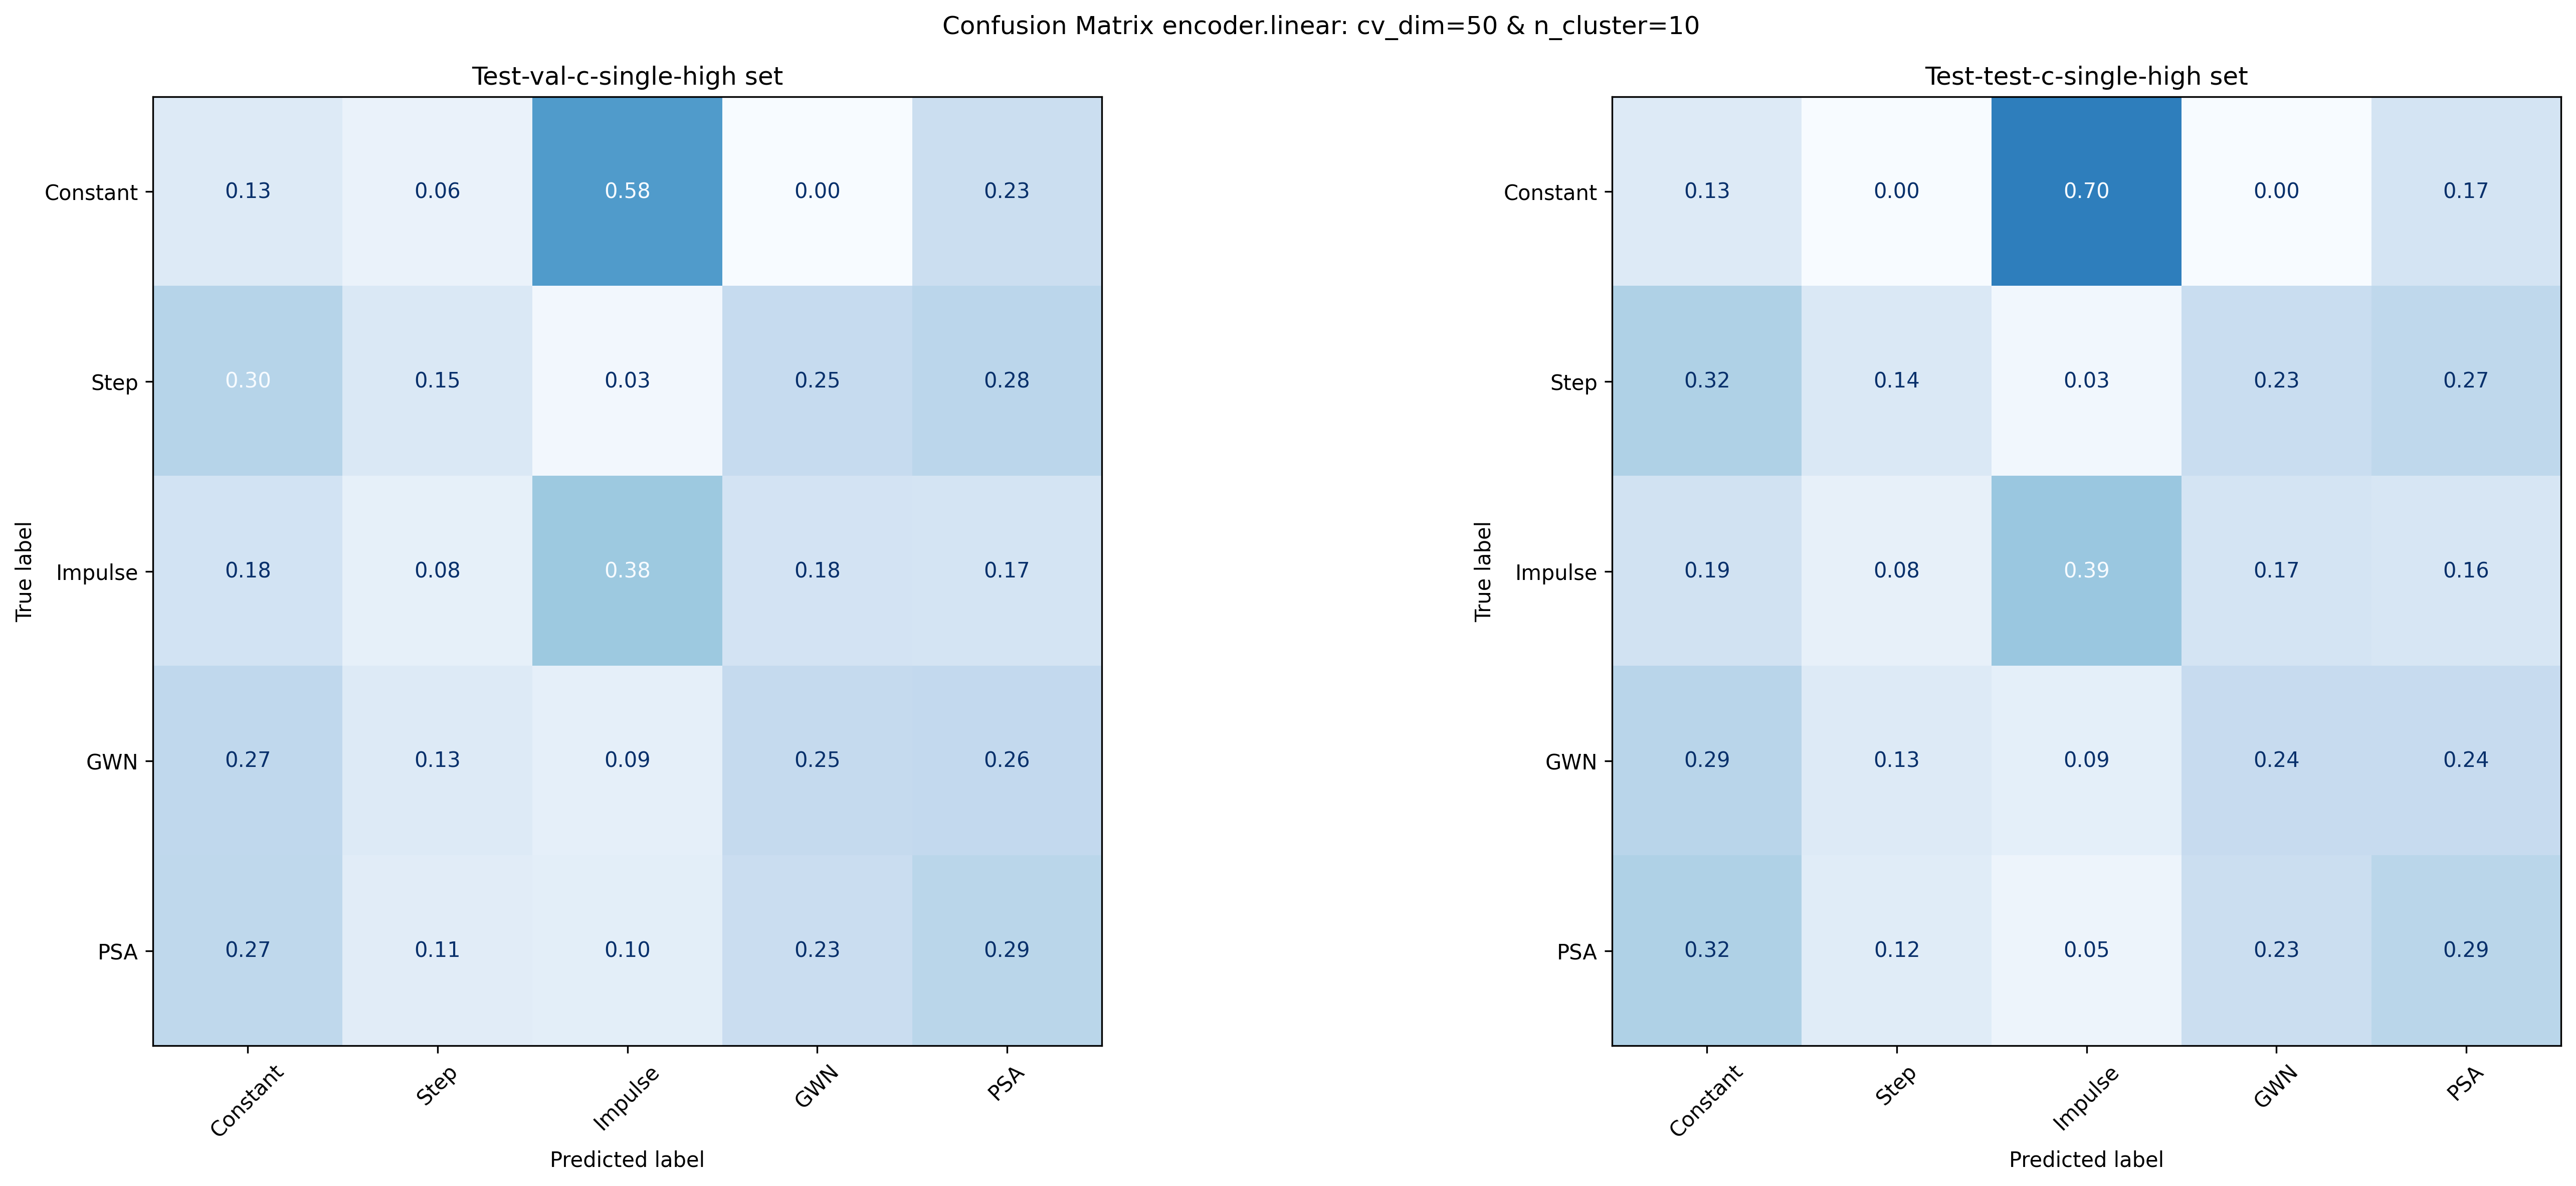 Confusion Matrix encoder.linear: cv_dim=50 & n_cluster=10
Test-val-c-single-high set
True label
Constant 0.13 0.06 0.58 0.00 0.23
Step 0.30 0.15 0.03 0.25 0.28
Impulse 0.18 0.08 0.38 0.18 0.17
GWN 0.27 0.13 0.09 0.25 0.26
PSA 0.27 0.11 0.10 0.23 0.29
Constant Step Impulse GWN PSA
Predicted label
Test-test-c-single-high set
True label
Constant 0.13 0.00 0.70 0.00 0.17
Step 0.32 0.14 0.03 0.23 0.27
Impulse 0.19 0.08 0.39 0.17 0.16
GWN 0.29 0.13 0.09 0.24 0.24
PSA 0.32 0.12 0.05 0.23 0.29
Constant Step Impulse GWN PSA
Predicted label